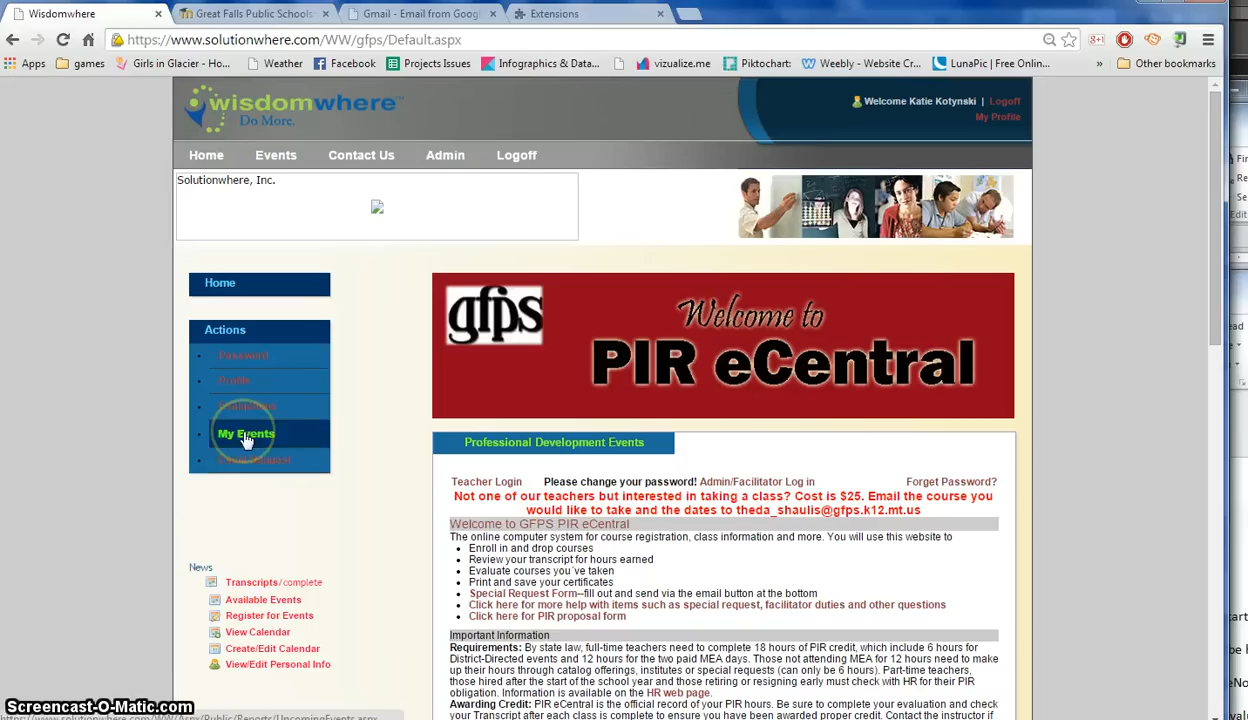 Wisdomwhere
Great Falls Public Schools
Gmail - Email from Goog
Extensions
https://www.solutionwhere.com/WW/gfps/Default.aspx
Apps
games
Girls in Glacier - Ho...
Weather
Facebook
Projects Issues
Infographics & Data...
vizualize.me
Piktochart:
Weebly - Website Cr...
LunaPic | Free Onlin...
»
Other bookmarks
wisdomwhere
Do More.
Welcome Katie Kotynski | Logoff
My Profile
Home
Events
Contact Us
Admin
Logoff
Solutionwhere, Inc.
Home
Actions
Password
Profile
My Events
gfps
Welcome to
PIR eCentral
Professional Development Events
Teacher Login Please change your password! Admin/Facilitator Log in Forget Password?
Not one of our teachers but interested in taking a class? Cost is $25. Email the course you
would like to take and the dates to theda_shaulis@gfps.k12.mt.us
Welcome to GFPS PIR eCentral
The online computer system for course registration, class information and more. You will use this website to
• Enroll in and drop courses
• Review your transcript for hours earned
• Evaluate courses you´ve taken
• Print and save your certificates
• Special Request Form--fill out and send via the email button at the bottom
• Click here for more help with items such as special request, facilitator duties and other questions
• Click here for PIR proposal form
Important Information
Requirements: By state law, full-time teachers need to complete 18 hours of PIR credit, which include 6 hours for
District-Directed events and 12 hours for the two paid MEA days. Those not attending MEA for 12 hours need to make
up their hours through catalog offerings, institutes or special requests (can only be 6 hours). Part-time teachers,
those hired after the start of the school year and those retiring or resigning early must check with HR for their PIR
obligation. Information is available on the HR web page.
Awarding Credit: PIR eCentral is the official record of your PIR hours. Be sure to complete your evaluation and check
your Transcript after each class is complete to ensure you have been awarded proper credit. Contact the instructor if
News
Transcripts/complete
Available Events
Register for Events
View Calendar
Create/Edit Calendar
View/Edit Personal Info
https://www.solutionwhere.com/WW/Aspx/Public/Reports/UpcomingEvents.aspx
Screencast-O-Matic.com